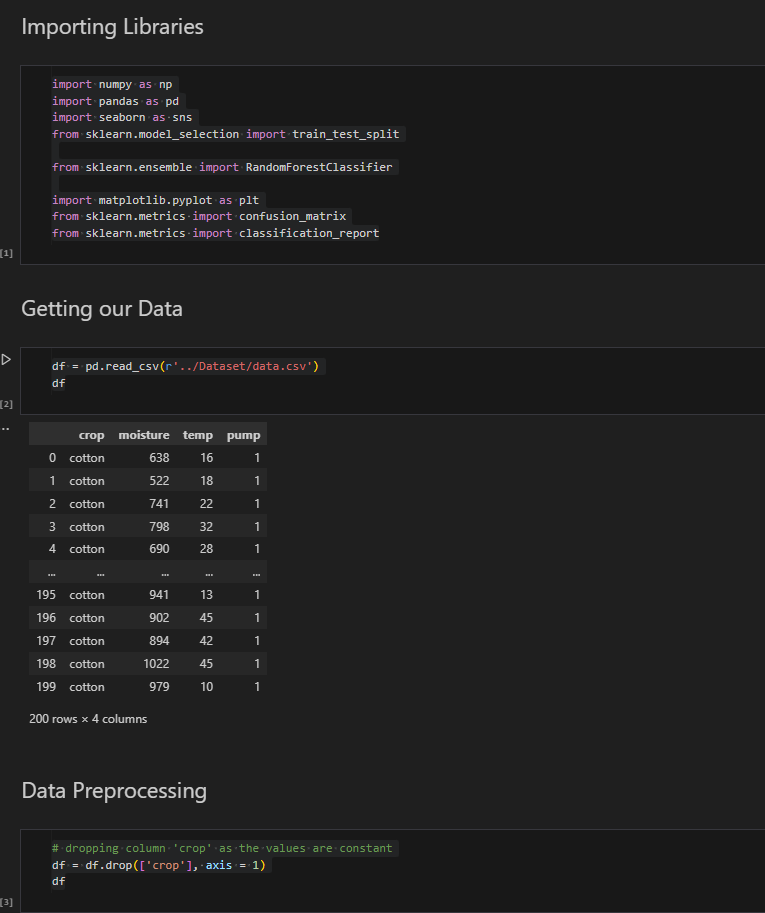 Importing Libraries
import numpy as np
import pandas as pd
import seaborn as sns
from sklearn.model_selection import train_test_split
from sklearn.ensemble import RandomForestClassifier
import matplotlib.pyplot as plt
from sklearn.metrics import confusion_matrix
from sklearn.metrics import classification_report
[1]
Getting our Data
df = pd.read_csv(r'../Dataset/data.csv')
df
[2]
..
crop moisture temp pump
0 cotton 638 16 1
1 cotton 522 18 1
2 cotton 741 22 1
3 cotton 798 32 1
4 cotton 690 28 1
... ... ... ... ...
195 cotton 941 13 1
196 cotton 902 45 1
197 cotton 894 42 1
198 cotton 1022 45 1
199 cotton 979 10 1
200 rows × 4 columns
Data Preprocessing
# dropping column 'crop' as the values are constant
df = df.drop(['crop'], axis = 1)
df
[3]